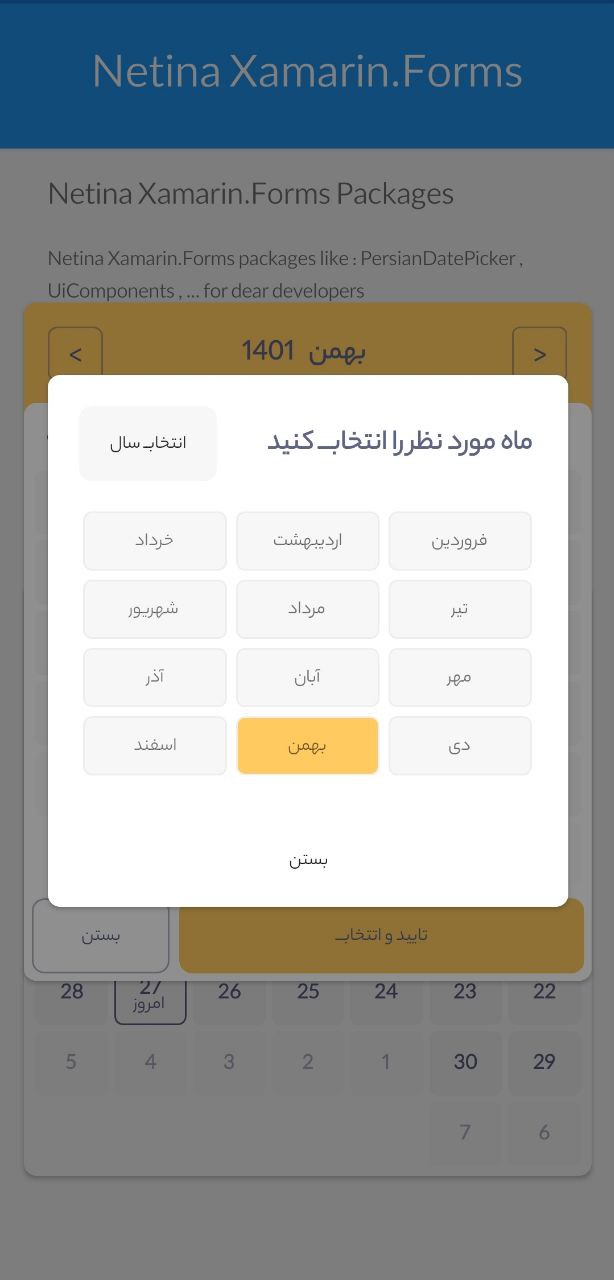 Netina Xamarin.Forms
Netina Xamarin.Forms Packages
Netina Xamarin.Forms packages like : PersianDatePicker ,
UiComponents , ... for dear developers
< بهمن 1401 >
ماه مورد نظر را انتخاب کنید
انتخاب سال
فروردین اردیبهشت خرداد
تیر مرداد شهریور
مهر آبان آذر
دی بهمن اسفند
بستن
تایید و انتخاب بستن
22 23 24 25 26 27 28
امروز
29 30 1 2 3 4 5
6 7